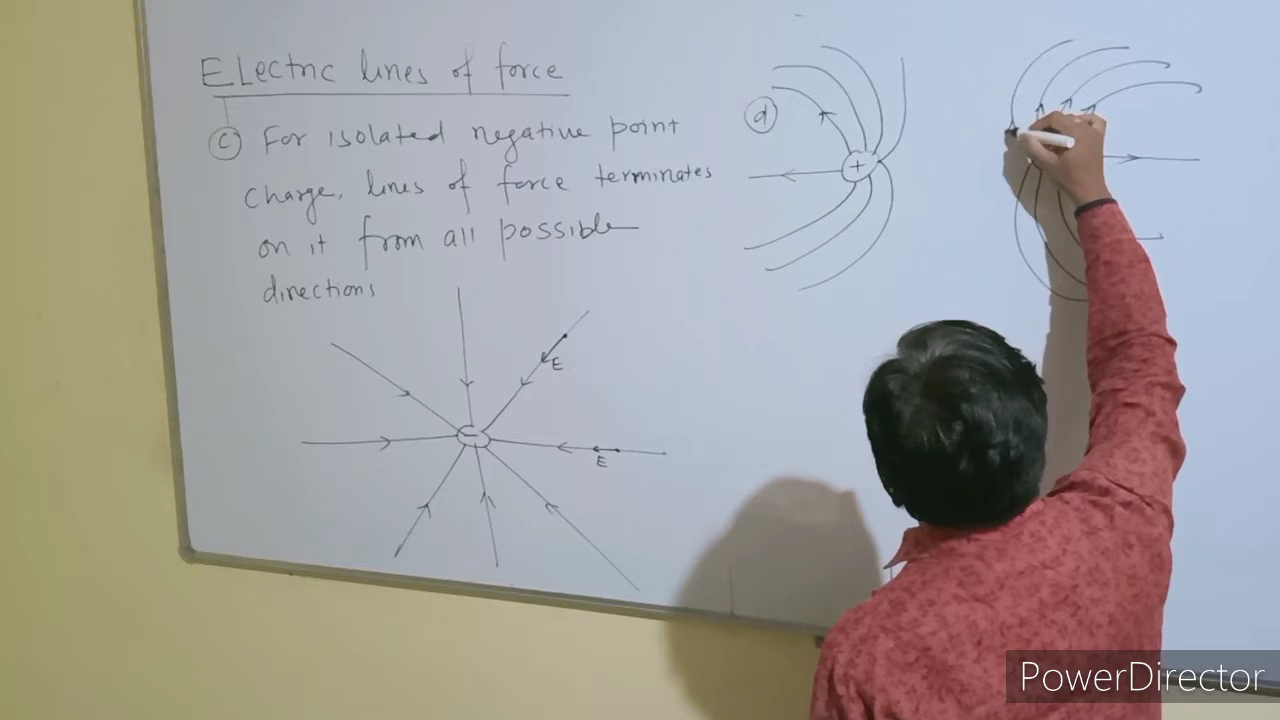 Electric lines of force
(c) For isolated negative point
charge, lines of force terminates
on it from all possible
directions
E
E
-
(d)
+
PowerDirector